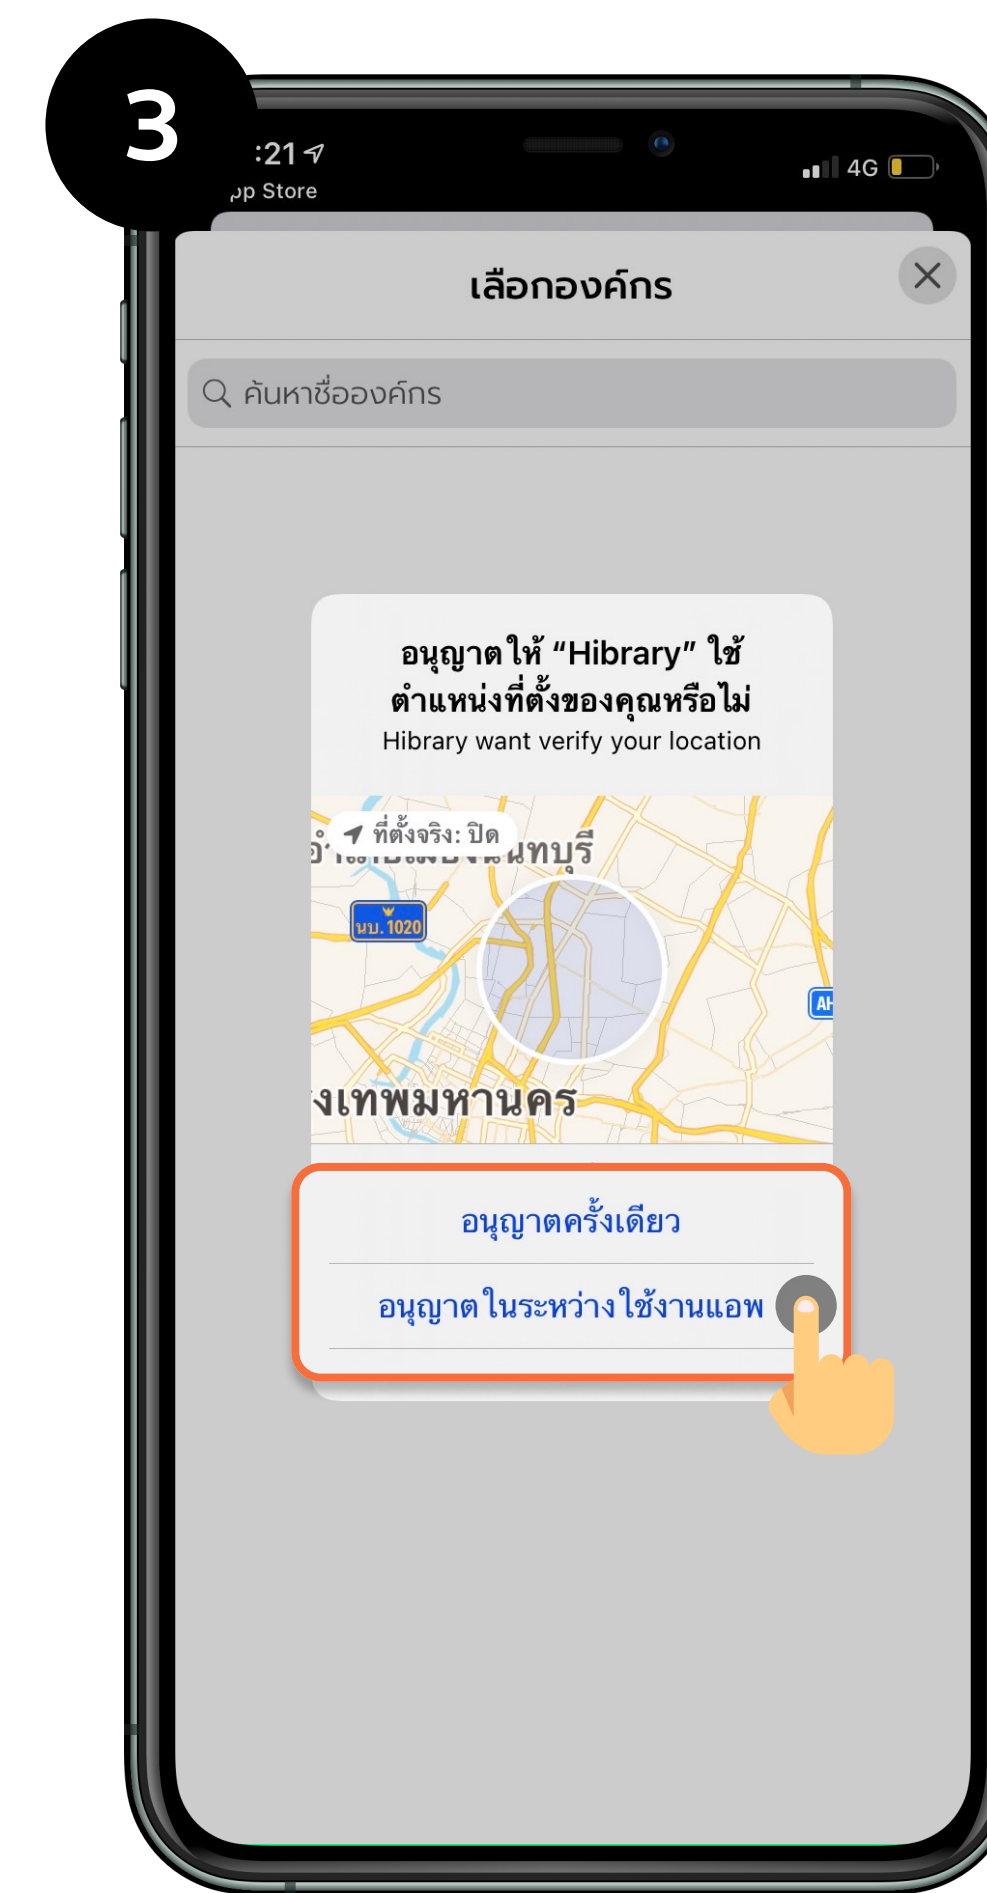 3
:21
pp Store
4G
เลือกองค์กร
ค้นหาชื่อองค์กร
อนุญาตให้ “Hibrary” ใช้
ตำแหน่งที่ตั้งของคุณหรือไม่
Hibrary want verify your location
ที่ตั้งจริง: ปิด
นทบุรี
นบ.1020
AH
งเทพมหานคร
อนุญาตครั้งเดียว
อนุญาตในระหว่างใช้งานแอพ